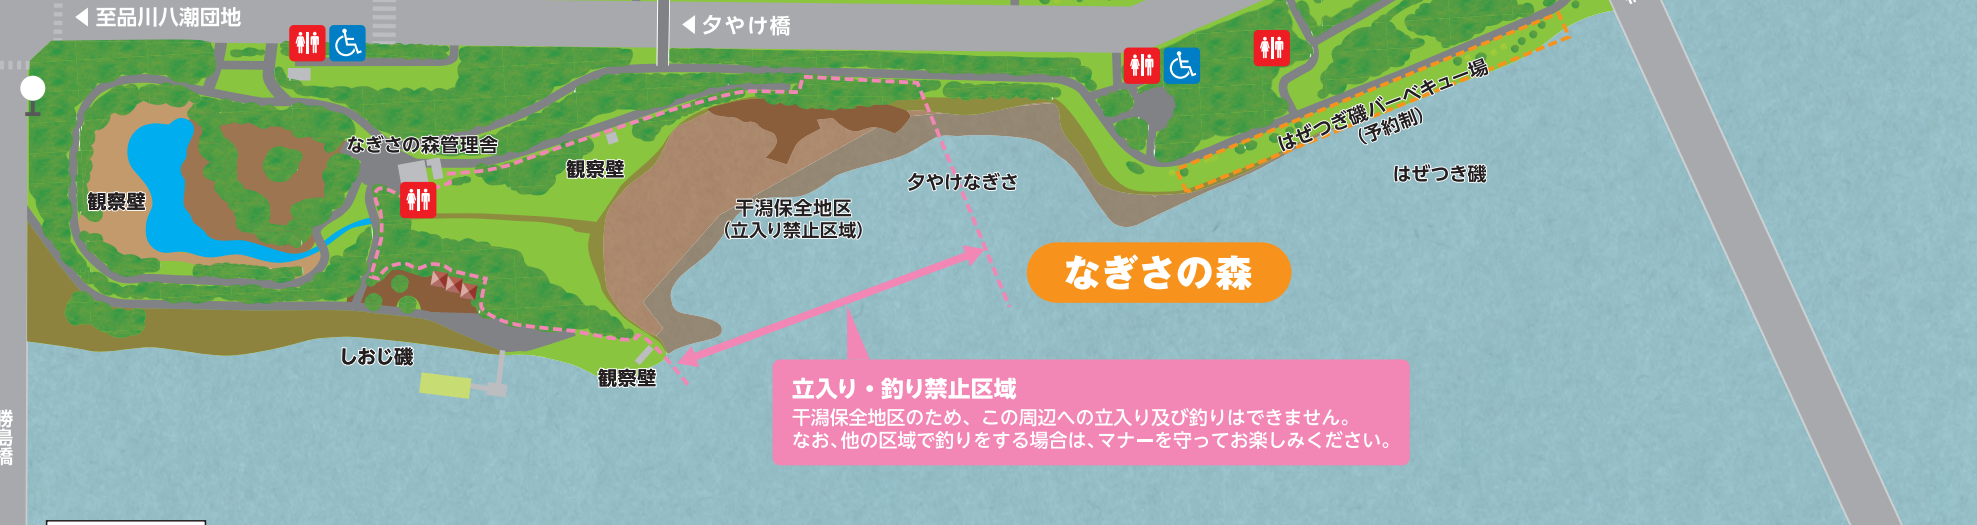 至品川八潮団地
夕やけ橋
なぎさの森管理舎
観察壁
観察壁
干潟保全地区
(立入り禁止区域)
夕やけなぎさ
はぜつき磯バーベキュー場
(予約制)
はぜつき磯
なぎさの森
しおじ磯
観察壁
勝島橋
立入り・釣り禁止区域
干潟保全地区のため、この周辺への立入り及び釣りはできません。
なお、他の区域で釣りをする場合は、マナーを守ってお楽しみください。